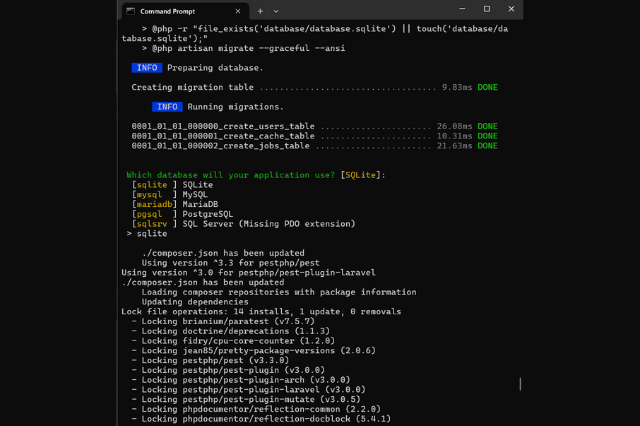 Command Prompt
> @php -r "file_exists('database/database.sqlite') || touch('database/da
tabase.sqlite');"
> @php artisan migrate --graceful --ansi
INFO Preparing database.
Creating migration table .................................. 9.83ms DONE
INFO Running migrations.
0001_01_01_000000_create_users_table ...................... 26.08ms DONE
0001_01_01_000001_create_cache_table ...................... 10.31ms DONE
0001_01_01_000002_create_jobs_table ....................... 21.63ms DONE
Which database will your application use? [SQLite]:
[sqlite ] SQLite
[mysql  ] MySQL
[mariadb] MariaDB
[pgsql  ] PostgreSQL
[sqlsrv ] SQL Server (Missing PDO extension)
> sqlite
./composer.json has been updated
Using version ^3.3 for pestphp/pest
Using version ^3.0 for pestphp/pest-plugin-laravel
./composer.json has been updated
Loading composer repositories with package information
Updating dependencies
Lock file operations: 14 installs, 1 update, 0 removals
- Locking brianium/paratest (v7.5.7)
- Locking doctrine/deprecations (1.1.3)
- Locking fidry/cpu-core-counter (1.2.0)
- Locking jean85/pretty-package-versions (2.0.6)
- Locking pestphp/pest (v3.3.0)
- Locking pestphp/pest-plugin (v3.0.0)
- Locking pestphp/pest-plugin-arch (v3.0.0)
- Locking pestphp/pest-plugin-laravel (v3.0.0)
- Locking pestphp/pest-plugin-mutate (v3.0.5)
- Locking phpdocumentor/reflection-common (2.2.0)
- Locking phpdocumentor/reflection-docblock (5.4.1)